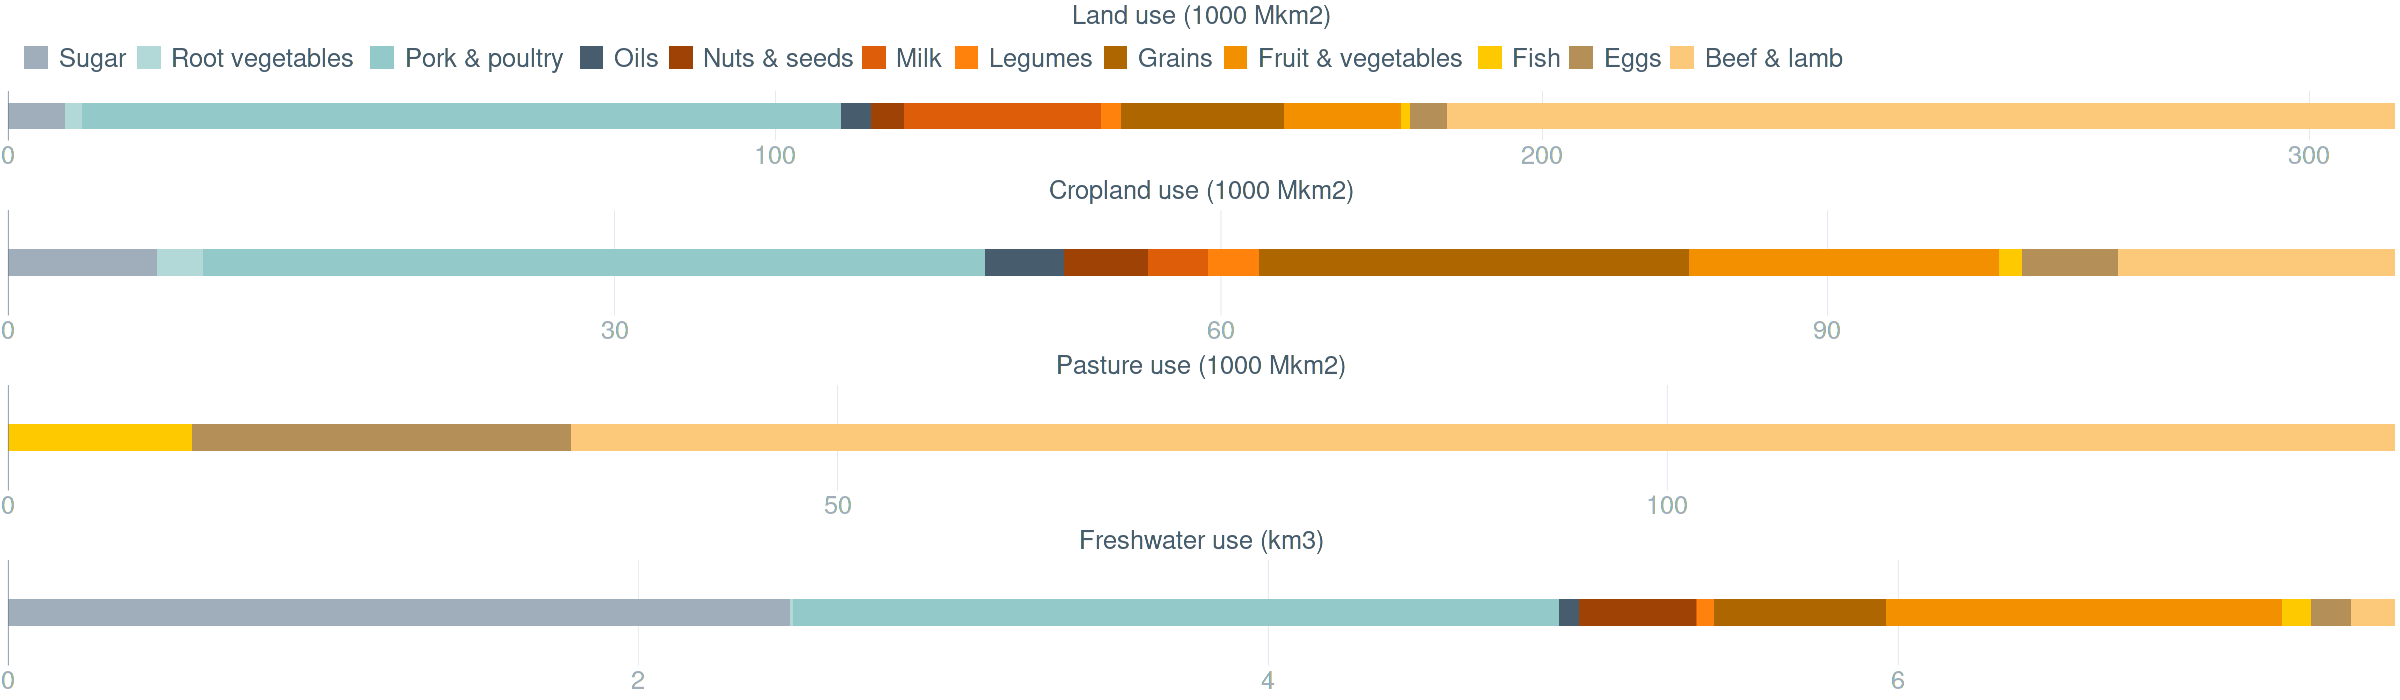 Land use (1000 Mkm2)
Sugar Root vegetables Pork & poultry Oils Nuts & seeds Milk Legumes Grains Fruit & vegetables Fish Eggs Beef & lamb
0 100 200 300
Cropland use (1000 Mkm2)
0 30 60 90
Pasture use (1000 Mkm2)
0 50 100
Freshwater use (km3)
0 2 4 6